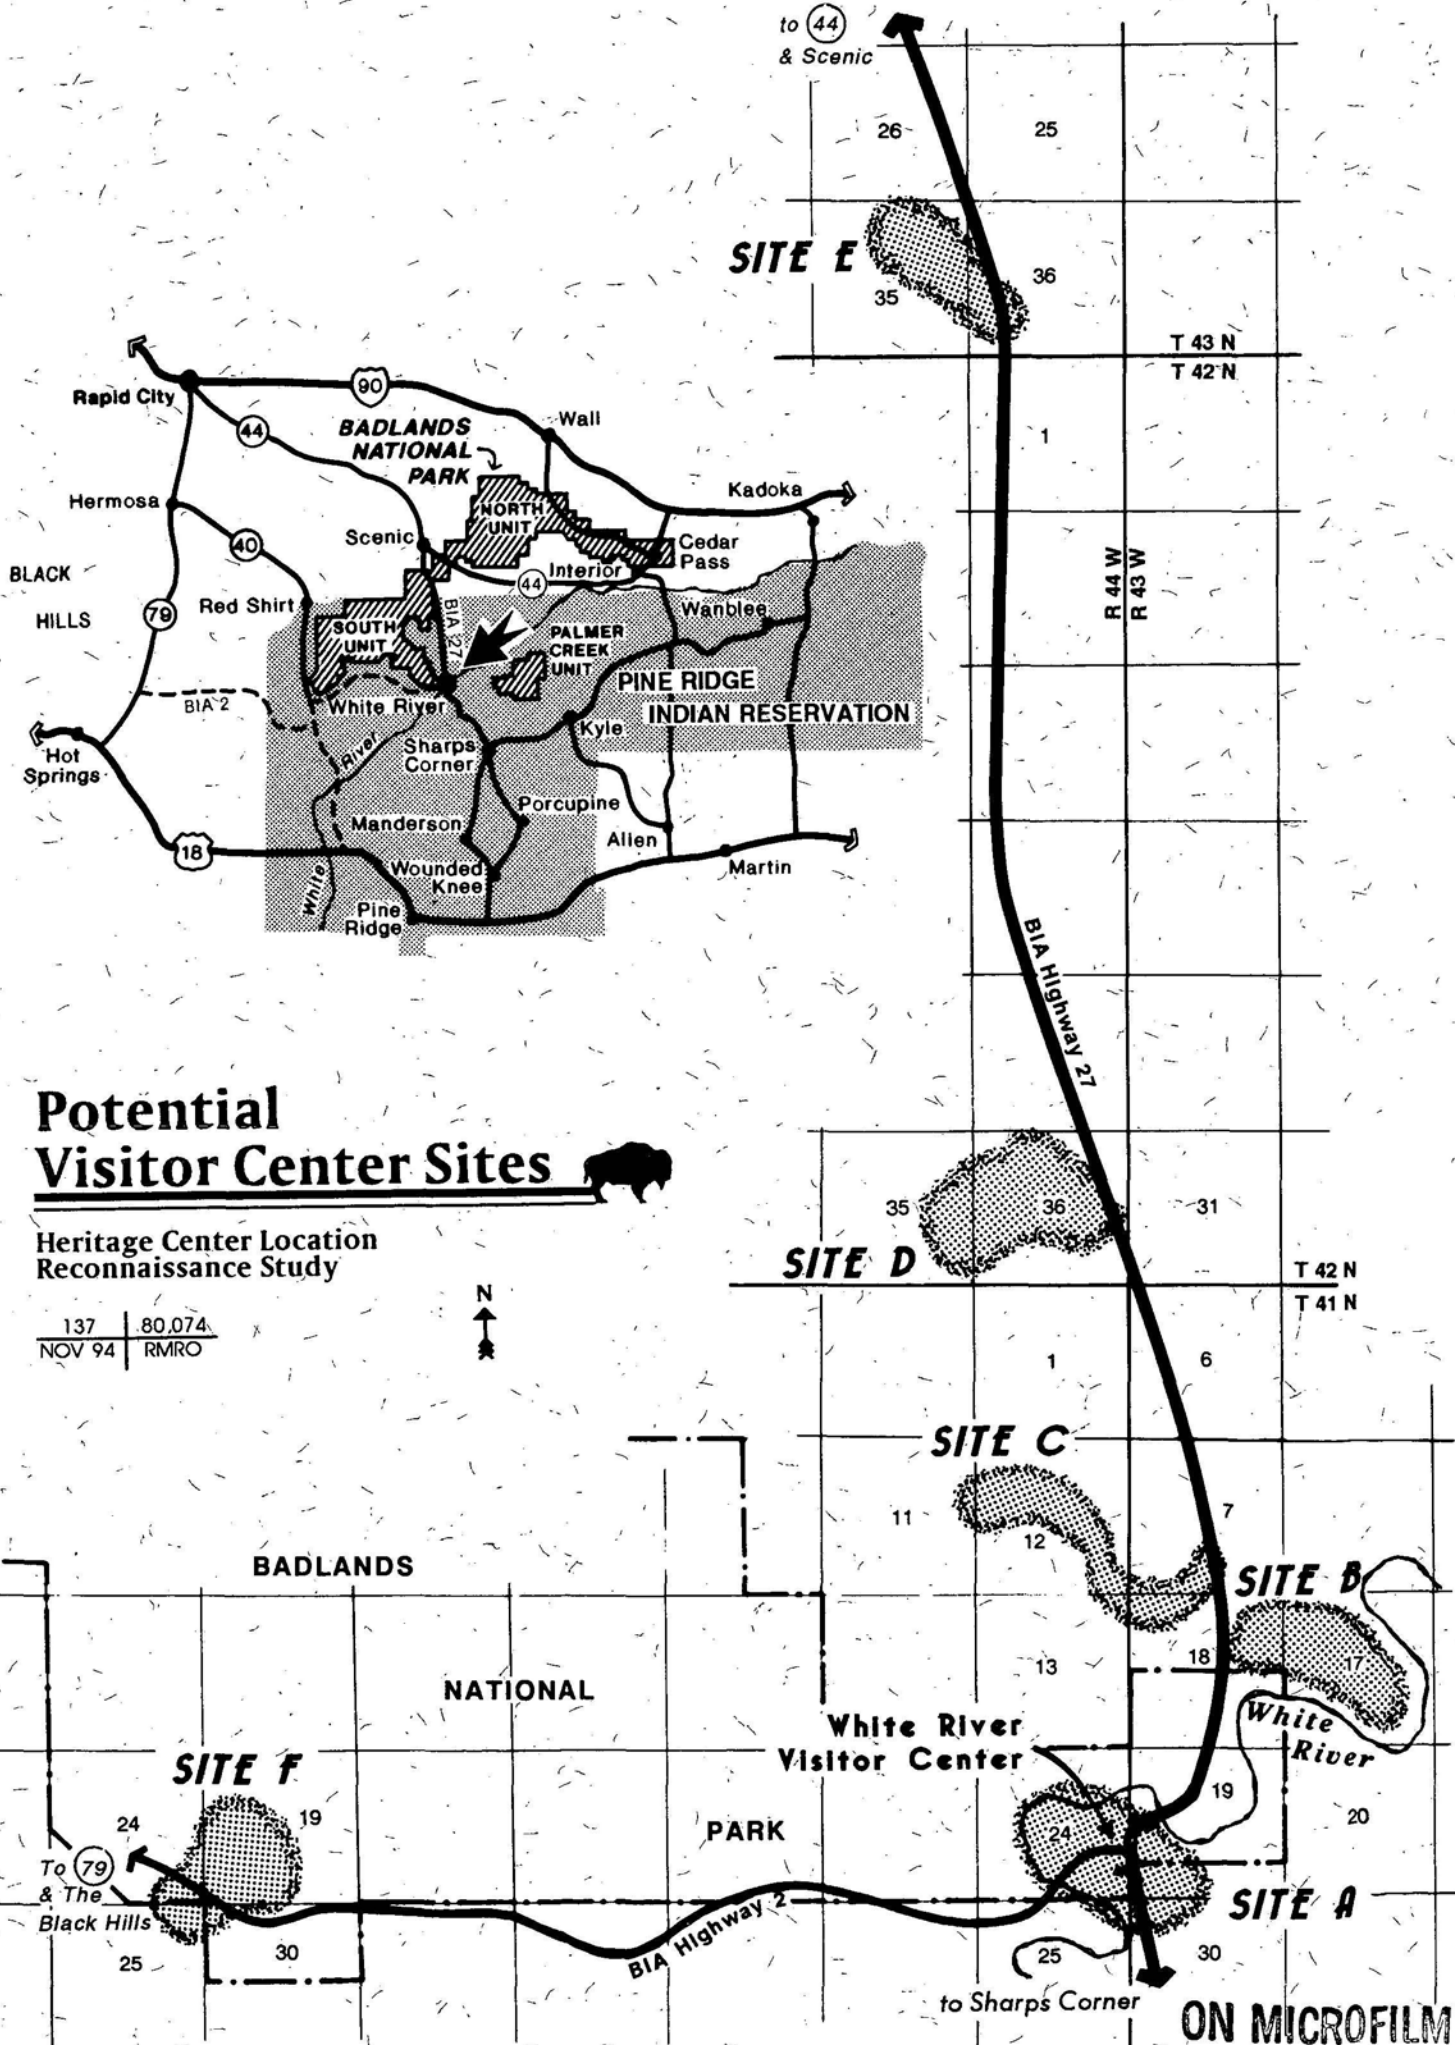 to 44
& Scenic
26
25
SITE E
35
36
T 43 N
T 42 N
1
R 44 W
R 43 W
BIA Highway 27
Rapid City
90
44
BADLANDS
NATIONAL
PARK
Wall
Hermosa
Kadoka
NORTH
UNIT
40
Scenic
Cedar
Pass
BLACK
HILLS
44
Interior
79
Red Shirt
BIA 27
Wanblee
SOUTH
UNIT
PALMER
CREEK
UNIT
PINE RIDGE
INDIAN RESERVATION
BIA 2
White River
Kyle
Hot
Springs
River
Sharps
Corner
Porcupine
Manderson
Allen
18
Wounded
Knee
Martin
White
Pine
Ridge
Potential
Visitor Center Sites
Heritage Center Location
Reconnaissance Study
137 80,074
NOV 94 RMRO
N
35
36
31
SITE D
T 42 N
T 41 N
1
6
SITE C
11
12
7
SITE B
BADLANDS
13
18
17
NATIONAL
White River
Visitor Center
White
River
SITE F
24
19
PARK
24
19
20
To 79
& The
Black Hills
SITE A
25
30
BIA Highway 2
25
30
to Sharps Corner
ON MICROFILM